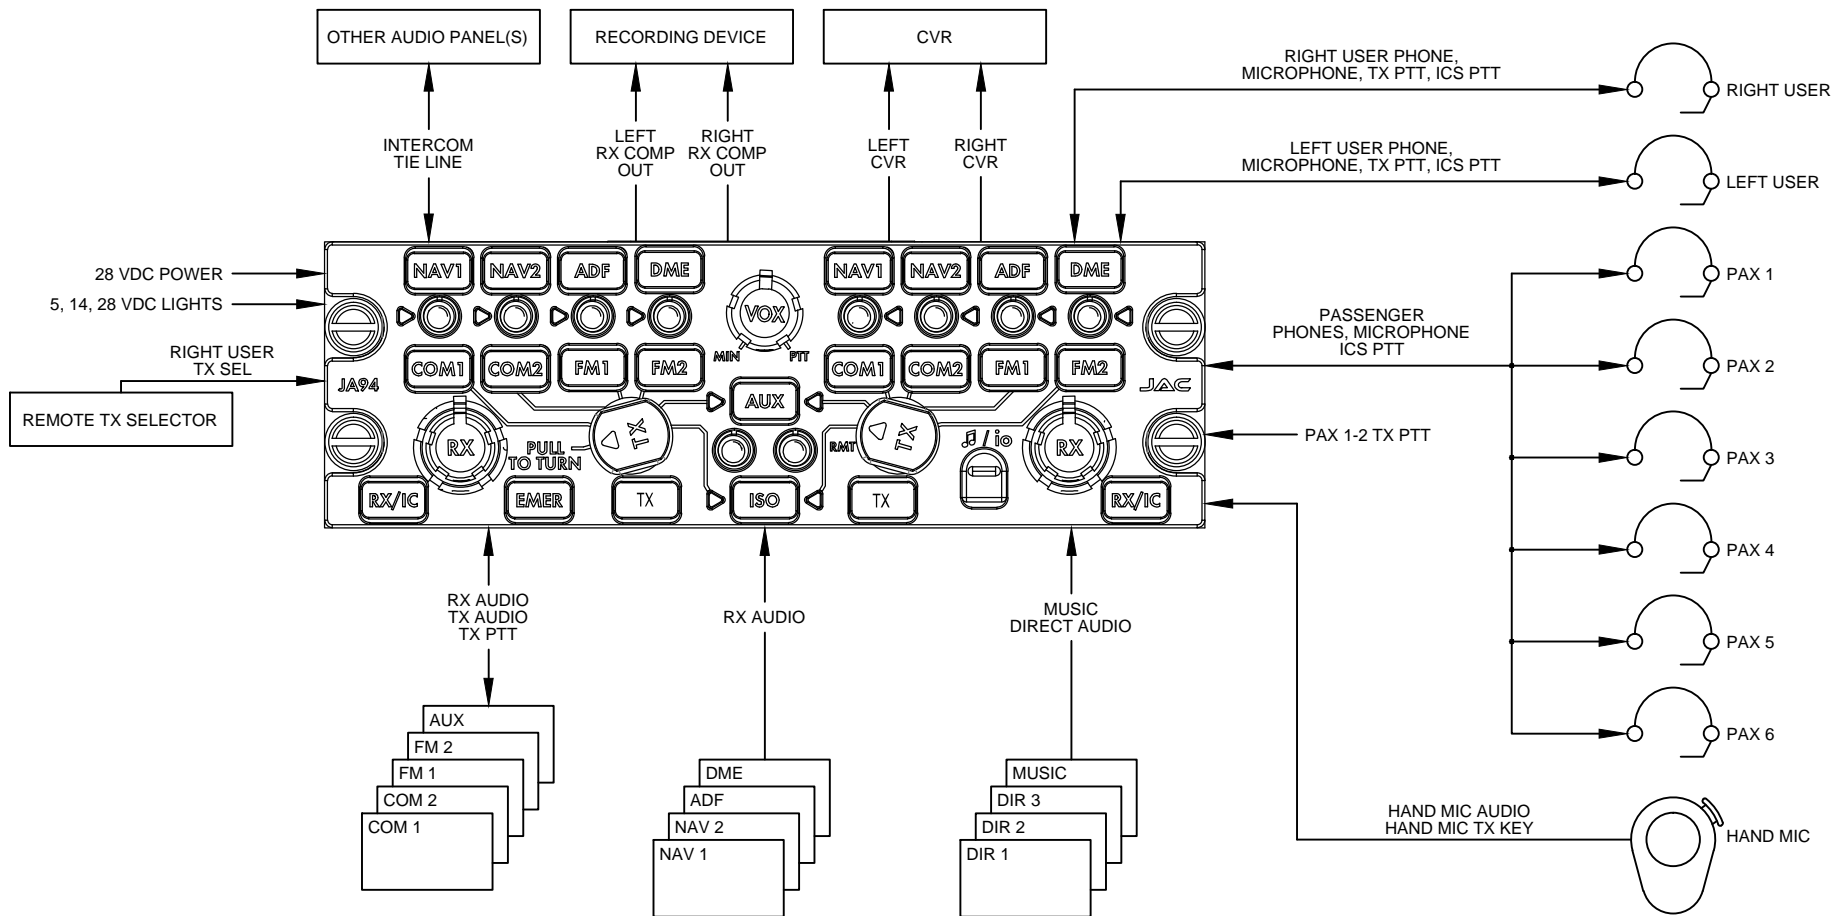 OTHER AUDIO PANEL(S)
RECORDING DEVICE
CVR
RIGHT USER PHONE,
MICROPHONE, TX PTT, ICS PTT
RIGHT USER
INTERCOM
TIE LINE
LEFT
RX COMP
OUT
RIGHT
RX COMP
OUT
LEFT
CVR
RIGHT
CVR
LEFT USER PHONE,
MICROPHONE, TX PTT, ICS PTT
LEFT USER
28 VDC POWER
5, 14, 28 VDC LIGHTS
RIGHT USER
TX SEL
REMOTE TX SELECTOR
NAV1 NAV2 ADF DME
VOX
MIN PTT
NAV1 NAV2 ADF DME
COM1 COM2 FM1 FM2
COM1 COM2 FM1 FM2
JA94
AUX
JAC
RX
PULL
TO TURN
TX
RMT
TX
♫ / io
RX
RX/IC
EMER
TX
ISO
TX
RX/IC
PAX 1
PASSENGER
PHONES, MICROPHONE
ICS PTT
PAX 2
PAX 1-2 TX PTT
PAX 3
PAX 4
PAX 5
PAX 6
RX AUDIO
TX AUDIO
TX PTT
RX AUDIO
MUSIC
DIRECT AUDIO
AUX
FM 2
FM 1
COM 2
COM 1
DME
ADF
NAV 2
NAV 1
MUSIC
DIR 3
DIR 2
DIR 1
HAND MIC AUDIO
HAND MIC TX KEY
HAND MIC